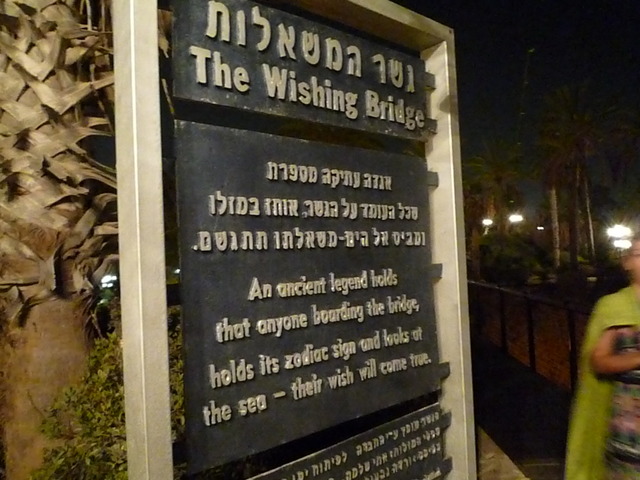 גשר המשאלות
The Wishing Bridge
אגדה עתיקה מספרת
שכל העומד על הגשר, אוחז במזלו
ומביט אל הים-משאלתו תתגשם.
An ancient legend holds
that anyone boarding the bridge,
holds its zodiac sign and looks at
the sea – their wish will come true.